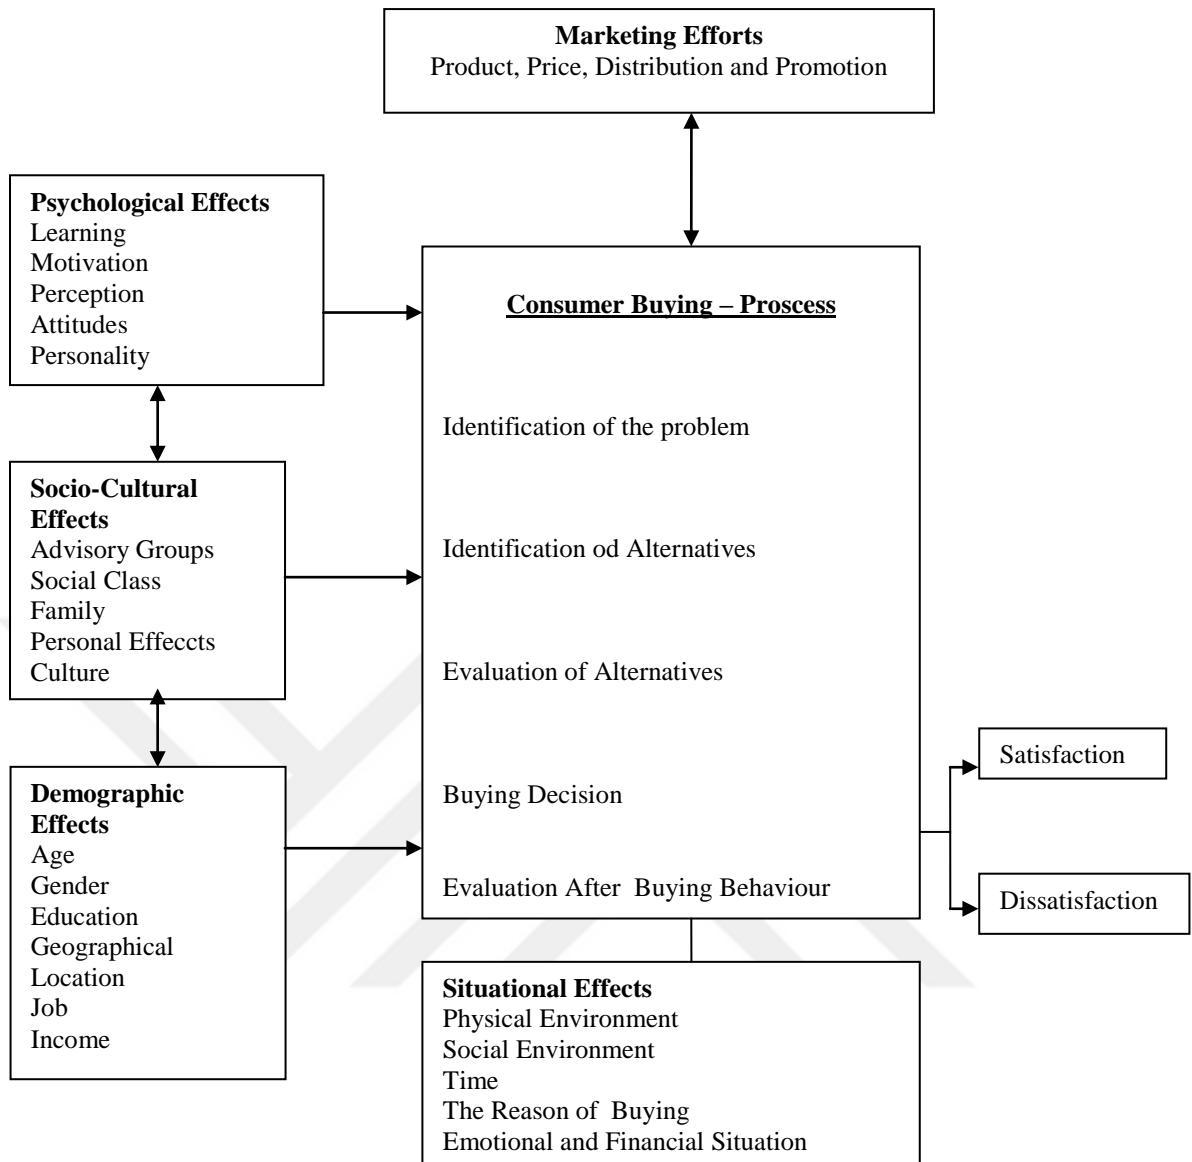 Marketing Efforts
Product, Price, Distribution and Promotion
Psychological Effects
Learning
Motivation
Perception
Attitudes
Personality
Socio-Cultural
Effects
Advisory Groups
Social Class
Family
Personal Effeccts
Culture
Demographic
Effects
Age
Gender
Education
Geographical
Location
Job
Income
Consumer Buying – Proscess
Identification of the problem
Identification od Alternatives
Evaluation of Alternatives
Buying Decision
Evaluation After Buying Behaviour
Satisfaction
Dissatisfaction
Situational Effects
Physical Environment
Social Environment
Time
The Reason of Buying
Emotional and Financial Situation